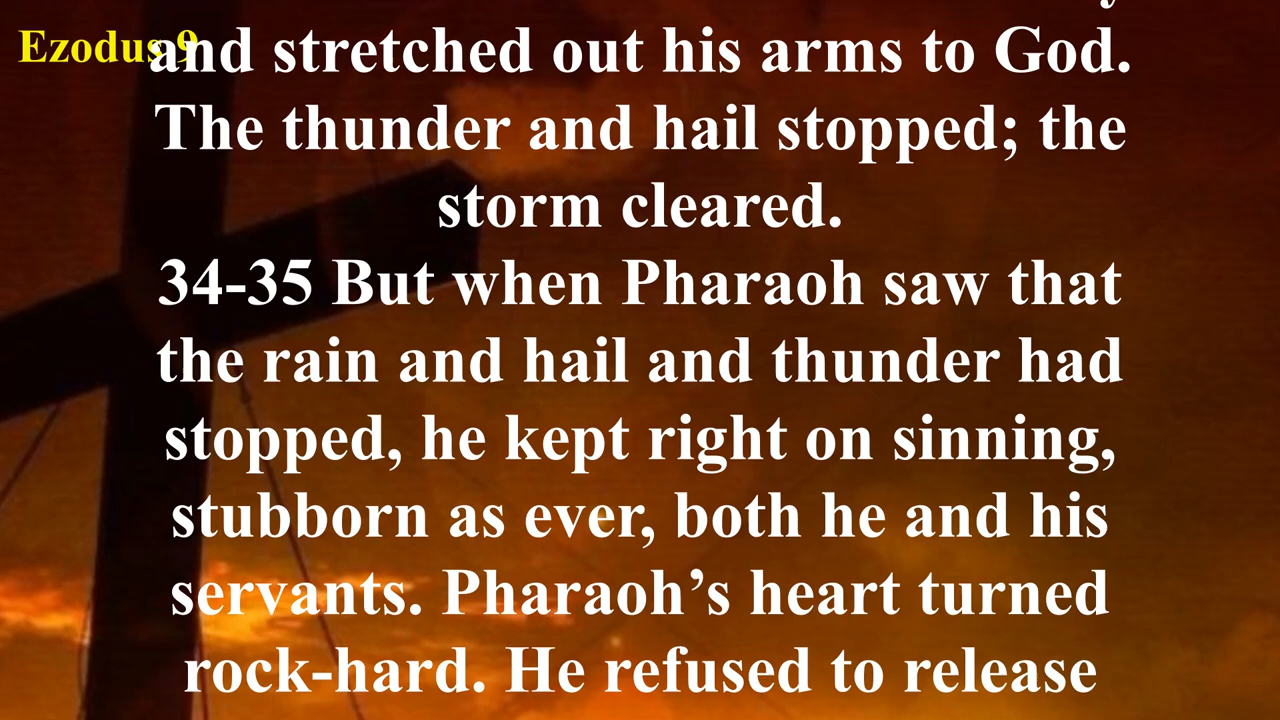 Ezodus 9
and stretched out his arms to God.
The thunder and hail stopped; the
storm cleared.
34-35 But when Pharaoh saw that
the rain and hail and thunder had
stopped, he kept right on sinning,
stubborn as ever, both he and his
servants. Pharaoh’s heart turned
rock-hard. He refused to release